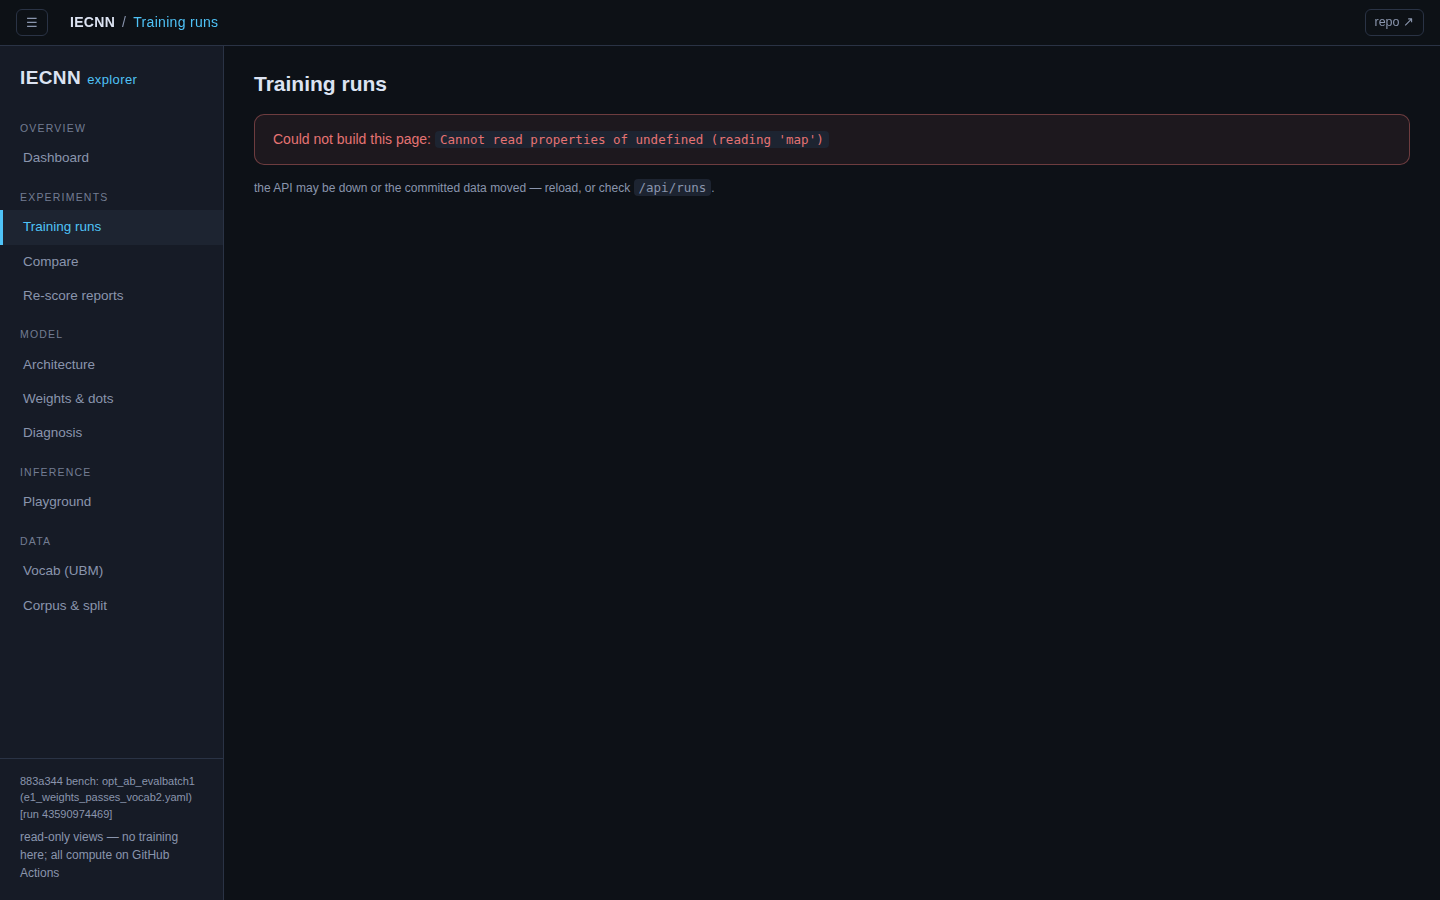 ☰ IECNN / Training runs repo ↗
IECNN explorer
OVERVIEW
Dashboard
EXPERIMENTS
Training runs
Compare
Re-score reports
MODEL
Architecture
Weights & dots
Diagnosis
INFERENCE
Playground
DATA
Vocab (UBM)
Corpus & split
883a344 bench: opt_ab_evalbatch1
(e1_weights_passes_vocab2.yaml)
[run 43590974469]
read-only views — no training
here; all compute on GitHub
Actions
Training runs
Could not build this page: Cannot read properties of undefined (reading 'map')
the API may be down or the committed data moved — reload, or check /api/runs.